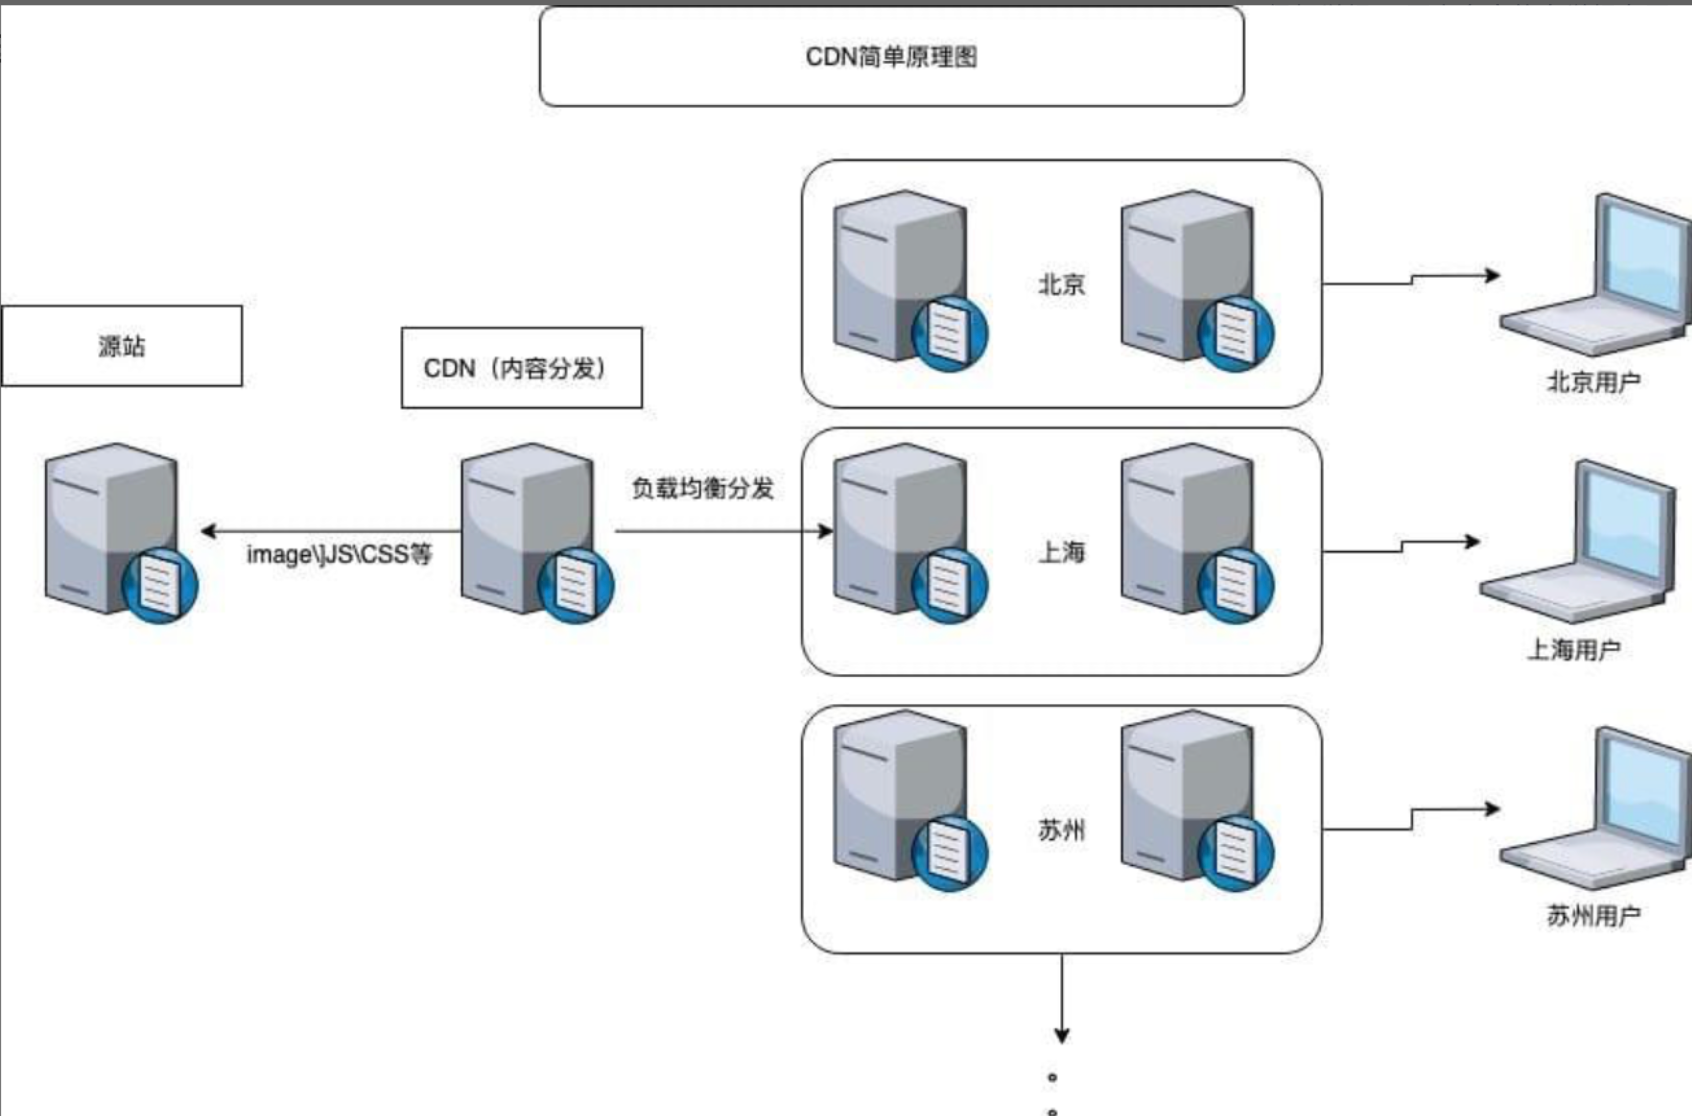 CDN简单原理图
北京
北京用户
源站
CDN（内容分发）
负载均衡分发
image\]JS\CSS等
上海
上海用户
苏州
苏州用户